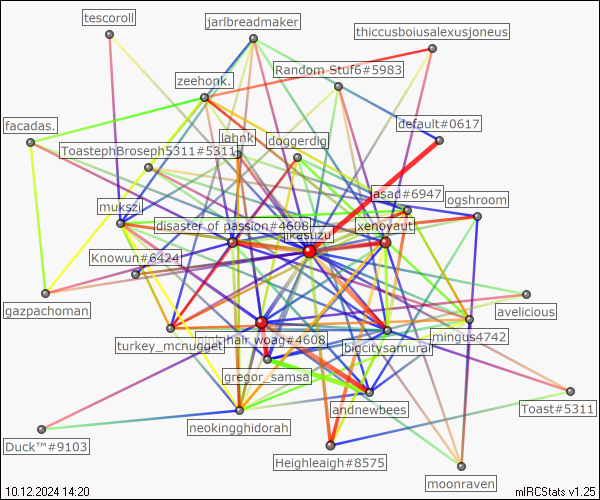 tescoroll
jarlbreadmaker
thiccusboiusalexusjoneus
zeehonk.
Random Stuf6#5983
facadas.
lahnk
doggerdig
default#0617
ToastephBroseph5311#5311
jasad#6947
mukszi
ogshroom
disaster of passion#4608
xenoyaut
jikasuzu
Knowun#6424
gazpachoman
avelicious
turkey_mcnugget
hair woag#4608
bigcitysamurai
mingus4742
gregor_samsa
andnewbees
Toast#5311
neokingghidorah
Duck™#9103
Heighleaigh#8575
moonraven
10.12.2024 14:20
mIRCStats v1.25